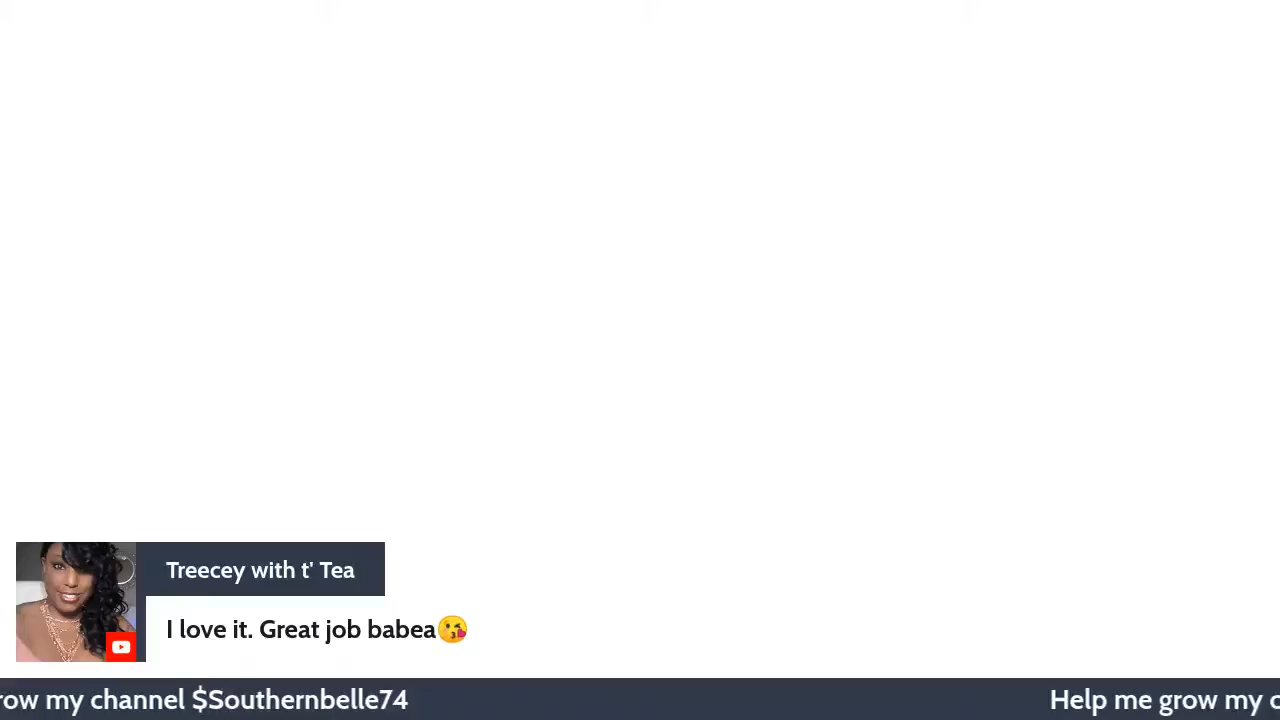 Treecey with t' Tea
I love it. Great job babea😘
row my channel $Southernbelle74 Help me grow my c